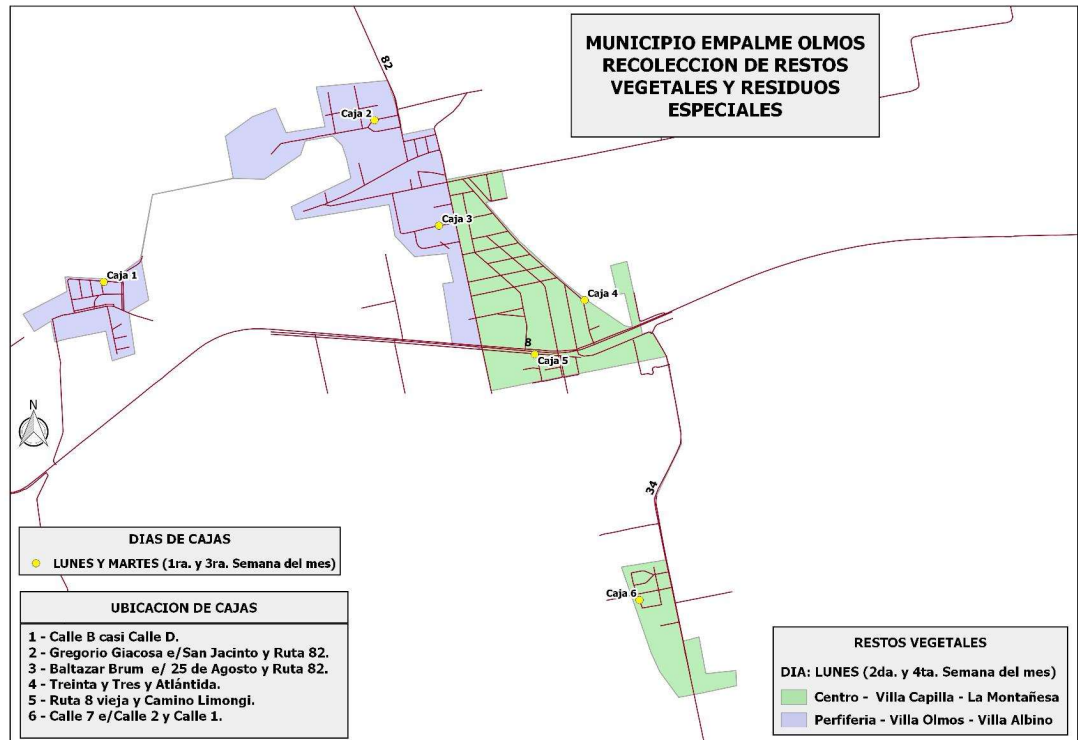 MUNICIPIO EMPALME OLMOS
RECOLECCION DE RESTOS
VEGETALES Y RESIDUOS
ESPECIALES
82
Caja 2
Caja 3
Caja 1
Caja 4
8
Caja 5
N
34
Caja 6
DIAS DE CAJAS
LUNES Y MARTES (1ra. y 3ra. Semana del mes)
UBICACION DE CAJAS
1 - Calle B casi Calle D.
2 - Gregorio Giacosa e/San Jacinto y Ruta 82.
3 - Baltazar Brum e/ 25 de Agosto y Ruta 82.
4 - Treinta y Tres y Atlántida.
5 - Ruta 8 vieja y Camino Limongi.
6 - Calle 7 e/Calle 2 y Calle 1.
RESTOS VEGETALES
DIA: LUNES (2da. y 4ta. Semana del mes)
Centro - Villa Capilla - La Montañesa
Perfiferia - Villa Olmos - Villa Albino